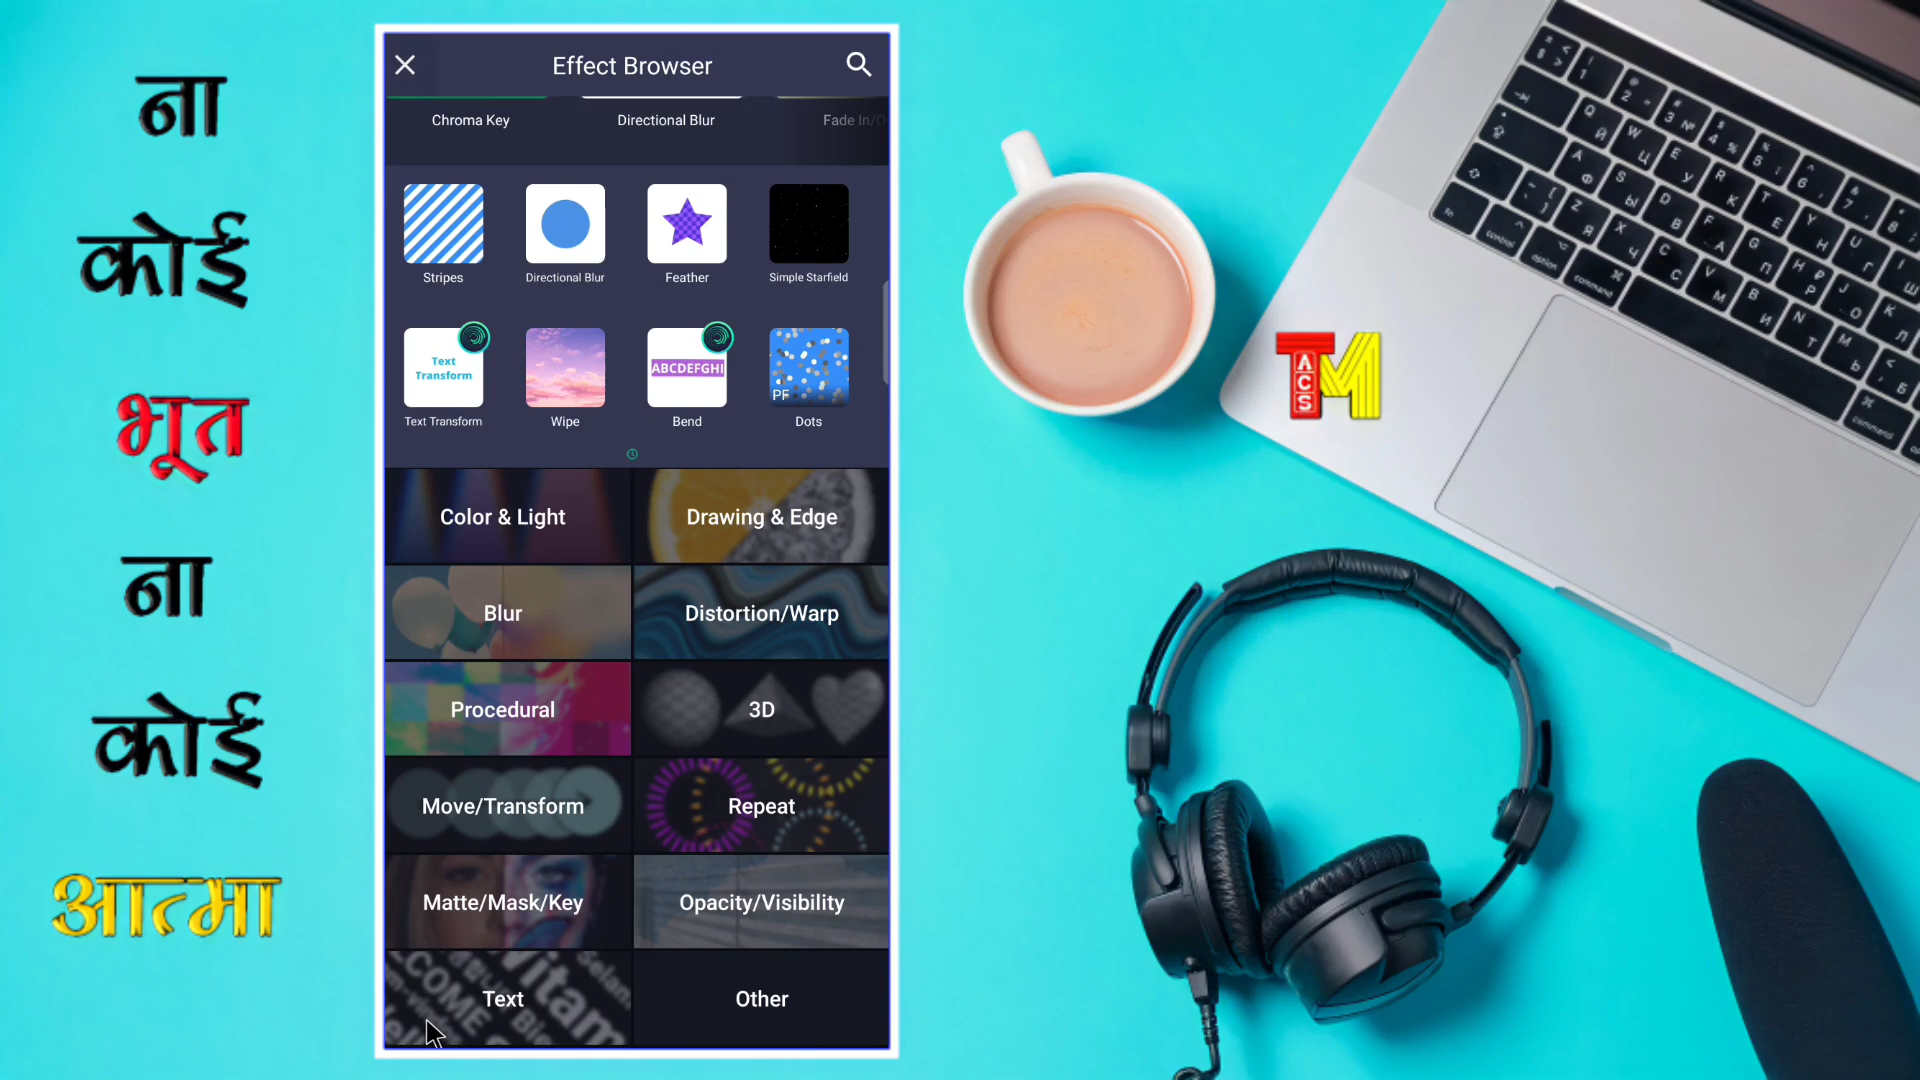 ना
कोई
भूत
ना
कोई
आत्मा
Effect Browser
Chroma Key
Directional Blur
Fade In/O
Stripes
Directional Blur
Feather
Simple Starfield
Text
Transform
ABCDEFGHI
PF
Text Transform
Wipe
Bend
Dots
Color & Light
Drawing & Edge
Blur
Distortion/Warp
Procedural
3D
Move/Transform
Repeat
Matte/Mask/Key
Opacity/Visibility
Text
Other
TM
ACS